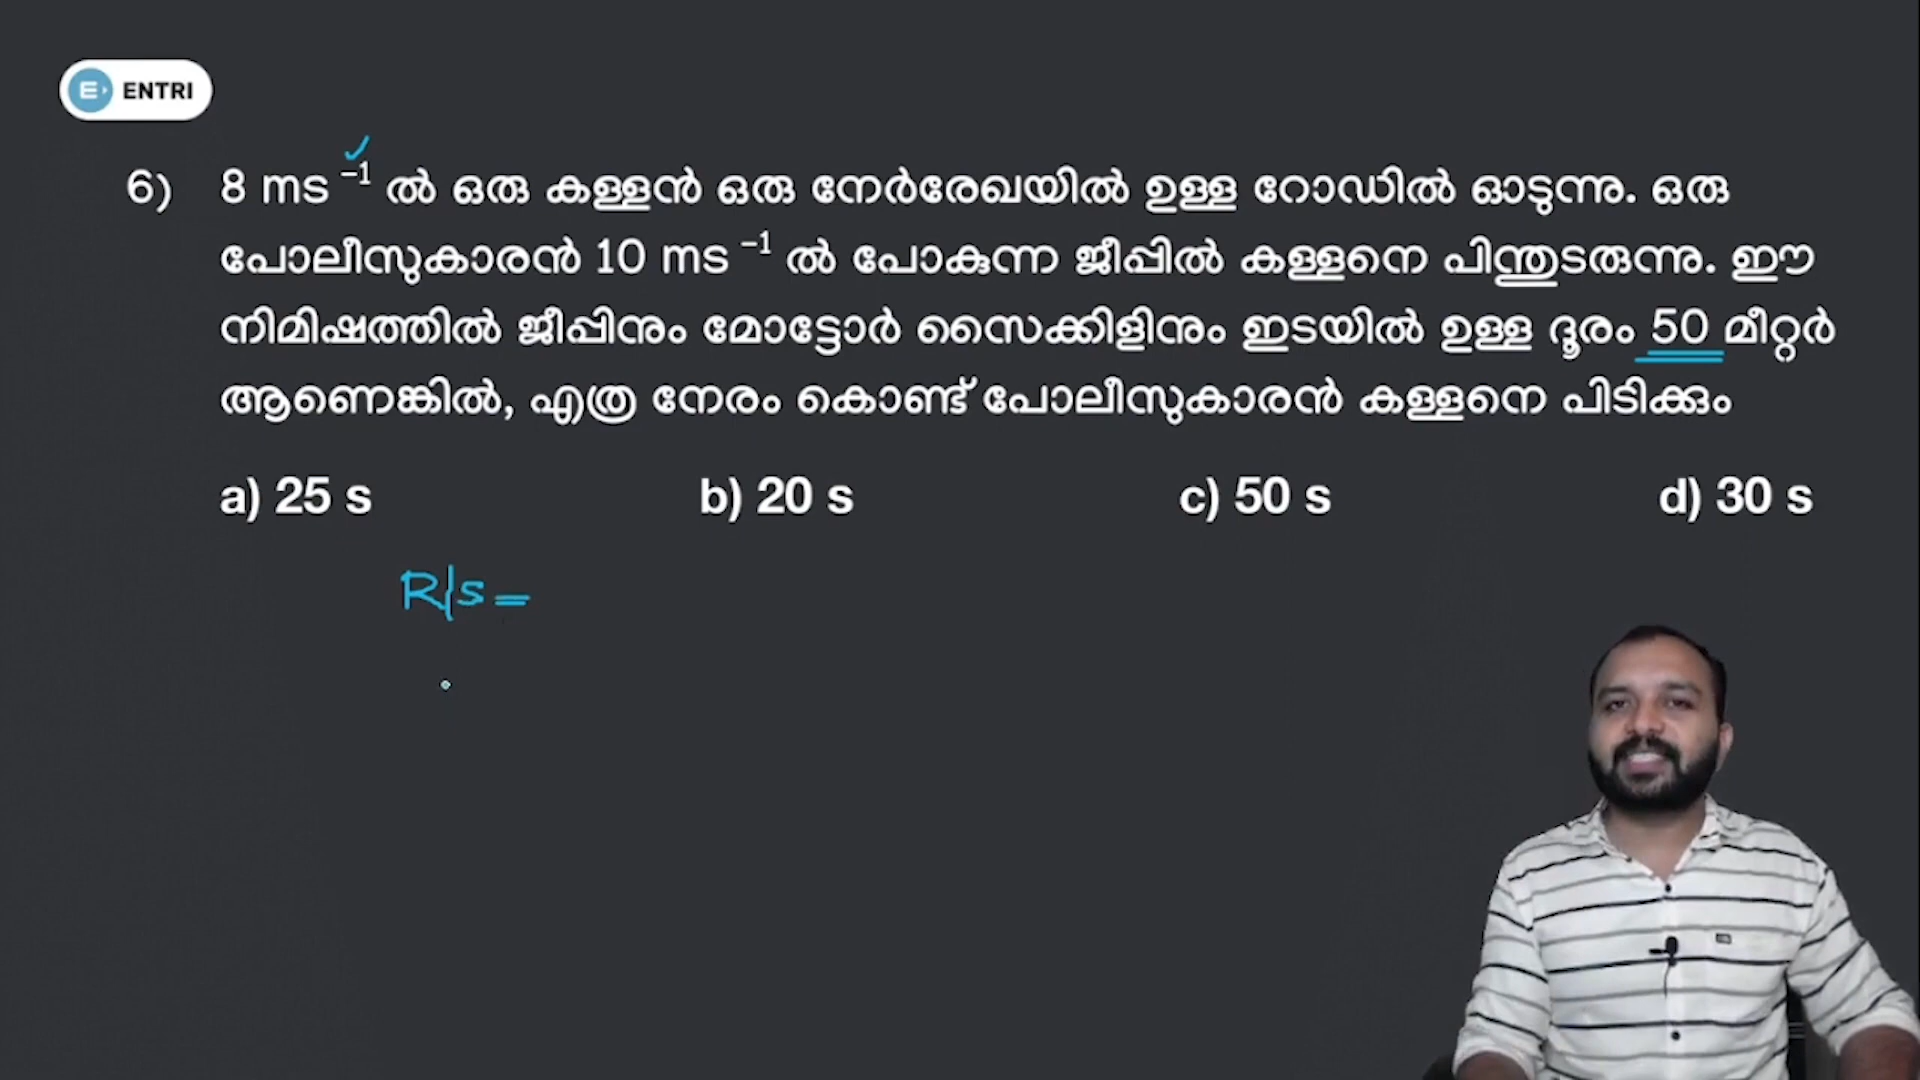 ENTRI
6) 8 ms⁻¹ ൽ ഒരു കള്ളൻ ഒരു നേർരേഖയിൽ ഉള്ള റോഡിൽ ഓടുന്നു. ഒരു
പോലീസുകാരൻ 10 ms⁻¹ ൽ പോകുന്ന ജീപ്പിൽ കള്ളനെ പിന്തുടരുന്നു. ഈ
നിമിഷത്തിൽ ജീപ്പിനും മോട്ടോർ സൈക്കിളിനും ഇടയിൽ ഉള്ള ദൂരം 50 മീറ്റർ
ആണെങ്കിൽ, എത്ര നേരം കൊണ്ട് പോലീസുകാരൻ കള്ളനെ പിടിക്കും
a) 25 s b) 20 s c) 50 s d) 30 s
R/s =